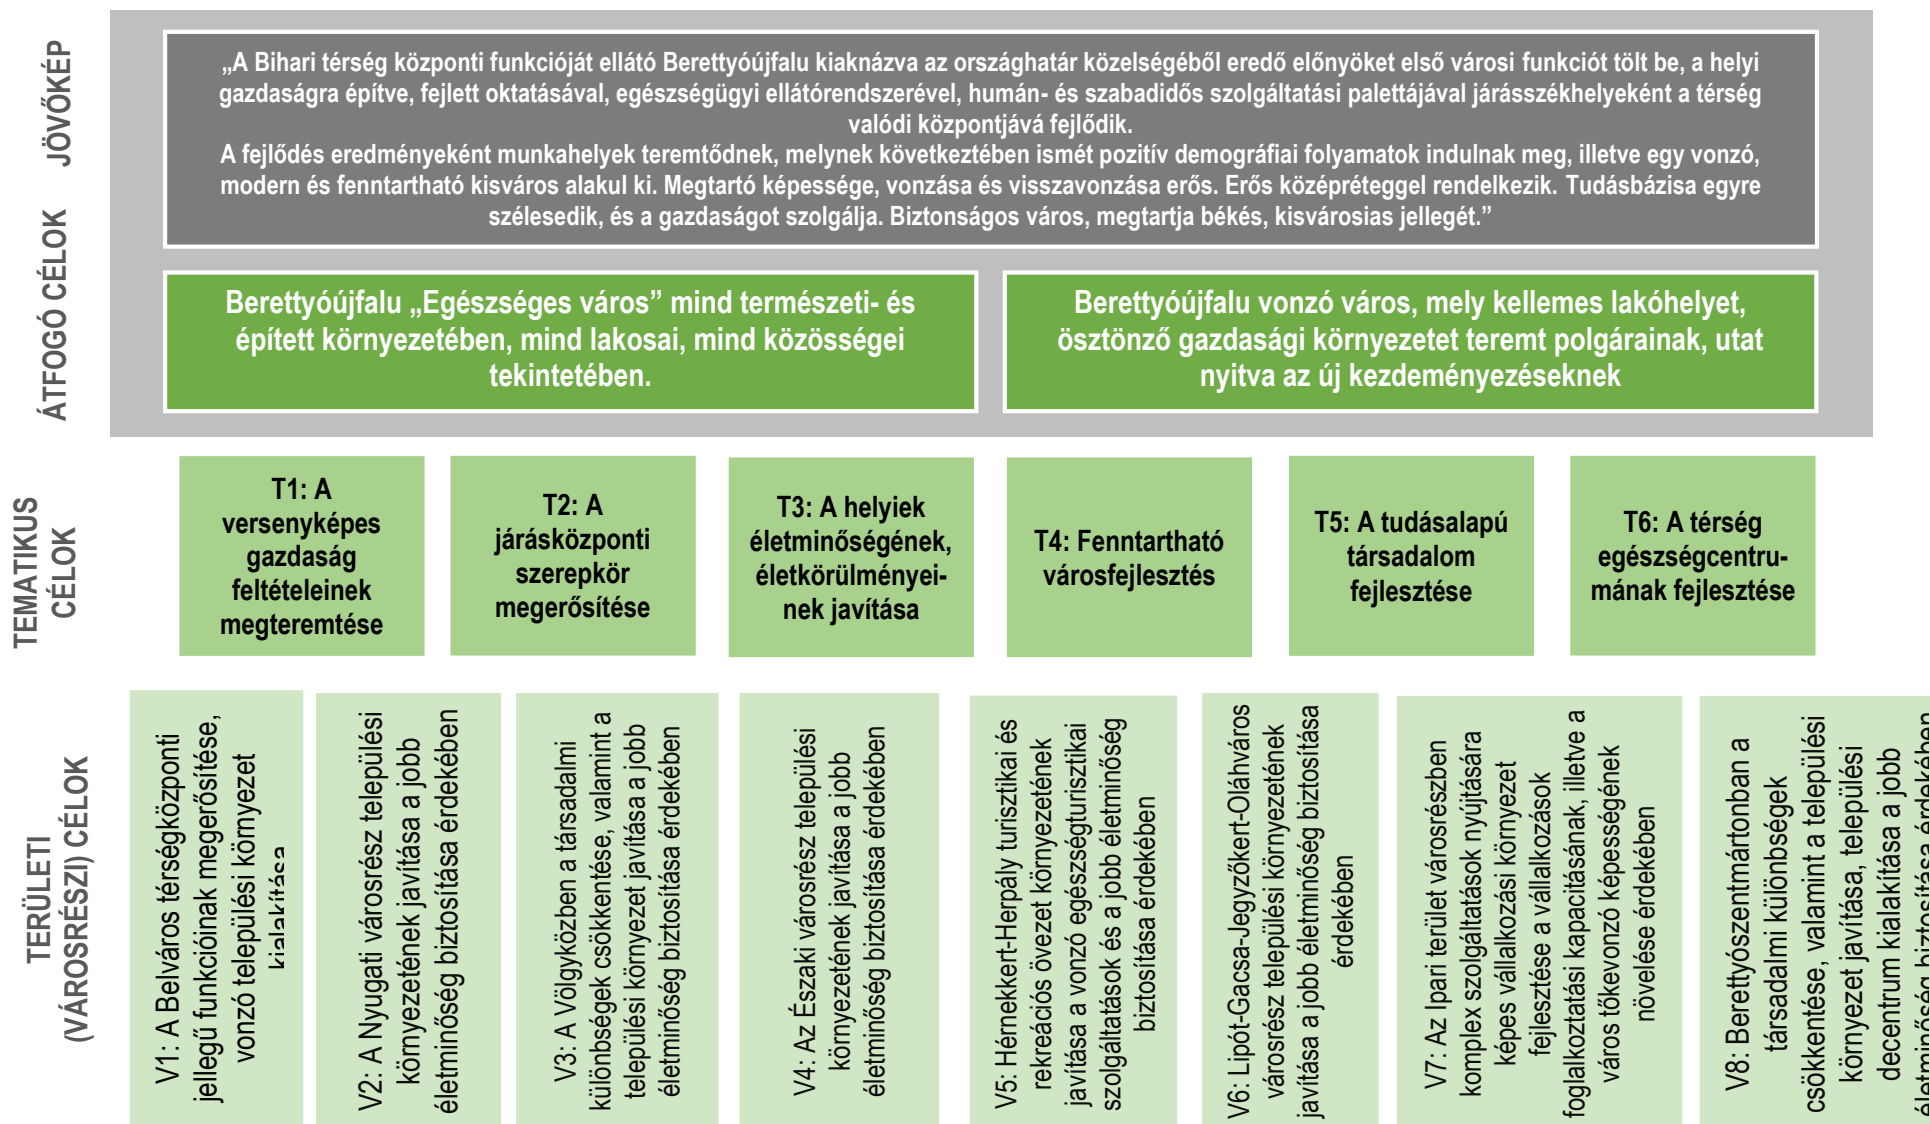 JÖVŐKÉP
„A Bihari térség központi funkcióját ellátó Berettyóújfalu kiaknázva az országhatár közelségéből eredő előnyöket első városi funkciót tölt be, a helyi
gazdaságra építve, fejlett oktatásával, egészségügyi ellátórendszerével, humán- és szabadidős szolgáltatási palettájával járásszékhelyeként a térség
valódi központjává fejlődik.
A fejlődés eredményeként munkahelyek teremtődnek, melynek következtében ismét pozitív demográfiai folyamatok indulnak meg, illetve egy vonzó,
modern és fenntartható kisváros alakul ki. Megtartó képessége, vonzása és visszavonzása erős. Erős középréteggel rendelkezik. Tudásbázisa egyre
szélesedik, és a gazdaságot szolgálja. Biztonságos város, megtartja békés, kisvárosias jellegét.”
ÁTFOGÓ CÉLOK
Berettyóújfalu „Egészséges város” mind természeti- és
épített környezetében, mind lakosai, mind közösségei
tekintetében.
Berettyóújfalu vonzó város, mely kellemes lakóhelyet,
ösztönző gazdasági környezetet teremt polgárainak, utat
nyitva az új kezdeményezéseknek
TEMATIKUS
CÉLOK
T1: A
versenyképes
gazdaság
feltételeinek
megteremtése
T2: A
járásközponti
szerepkör
megerősítése
T3: A helyiek
életminőségének,
életkörülményei-
nek javítása
T4: Fenntartható
városfejlesztés
T5: A tudásalapú
társadalom
fejlesztése
T6: A térség
egészségcentru-
mának fejlesztése
TERÜLETI
(VÁROSRÉSZI) CÉLOK
V1: A Belváros térségközponti
jellegű funkcióinak megerősítése,
vonzó települési környezet
kialakítása
V2: A Nyugati városrész települési
környezetének javítása a jobb
életminőség biztosítása érdekében
V3: A Völgyközben a társadalmi
különbségek csökkentése, valamint a
települési környezet javítása a jobb
életminőség biztosítása érdekében
V4: Az Északi városrész települési
környezetének javítása a jobb
életminőség biztosítása érdekében
V5: Hérnekkert-Herpály turisztikai és
rekreációs övezet környezetének
javítása a vonzó egészségturisztikai
szolgáltatások és a jobb életminőség
biztosítása érdekében
V6: Lipót-Gacsa-Jegyzőkert-Oláhváros
városrész települési környezetének
javítása a jobb életminőség biztosítása
érdekében
V7: Az Ipari terület városrészben
komplex szolgáltatások nyújtására
képes vállalkozási környezet
fejlesztése a vállalkozások
foglalkoztatási kapacitásának, illetve a
város tőkevonzó képességének
növelése érdekében
V8: Berettyószentmártonban a
társadalmi különbségek
csökkentése, valamint a települési
környezet javítása, települési
decentrum kialakítása a jobb
életminőség biztosítása érdekében